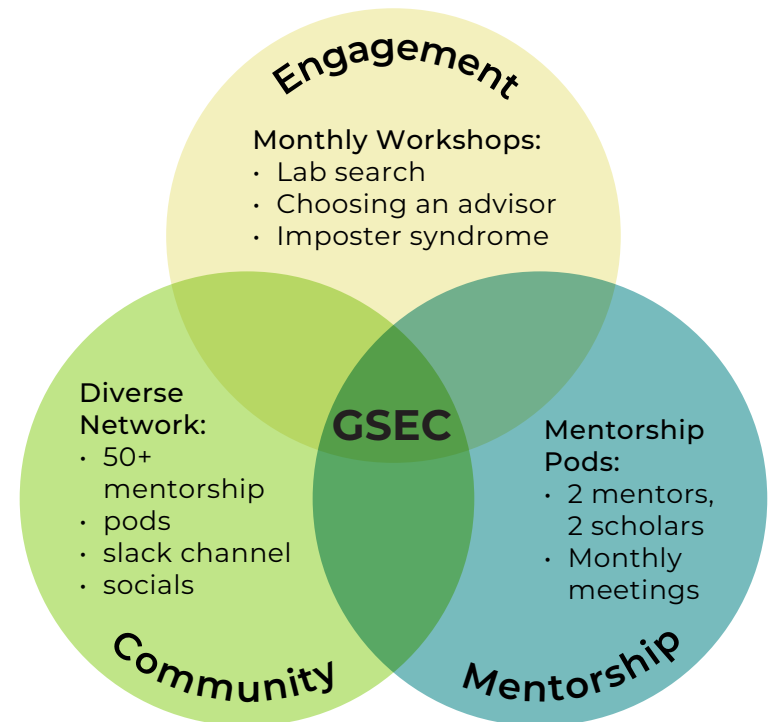 Engagement
Monthly Workshops:
· Lab search
· Choosing an advisor
· Imposter syndrome
GSEC
Diverse
Network:
· 50+
mentorship
· pods
· slack channel
· socials
Community
Mentorship
Pods:
· 2 mentors,
2 scholars
· Monthly
meetings
Mentorship